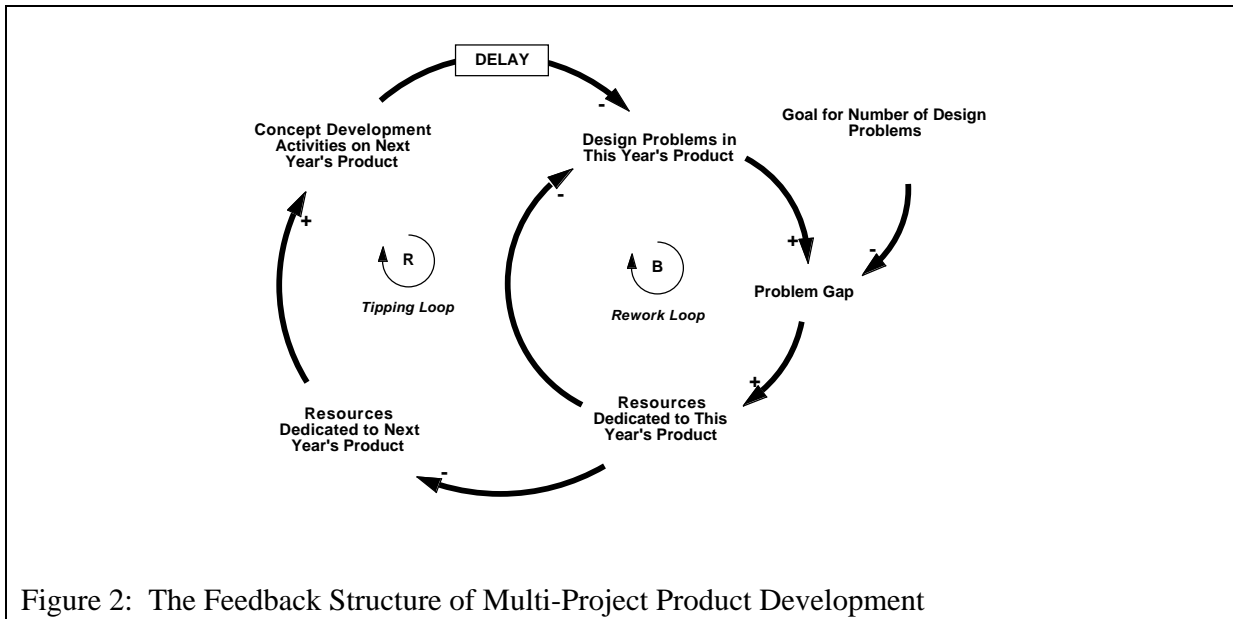 DELAY
-
Concept Development
Activities on Next
Year's Product
Design Problems in
This Year's Product
Goal for Number of Design
Problems
-
+
+
-
R
B
Problem Gap
Tipping Loop
Rework Loop
+
Resources
Dedicated to Next
Year's Product
Resources
Dedicated to This
Year's Product
-
Figure 2: The Feedback Structure of Multi-Project Product Development